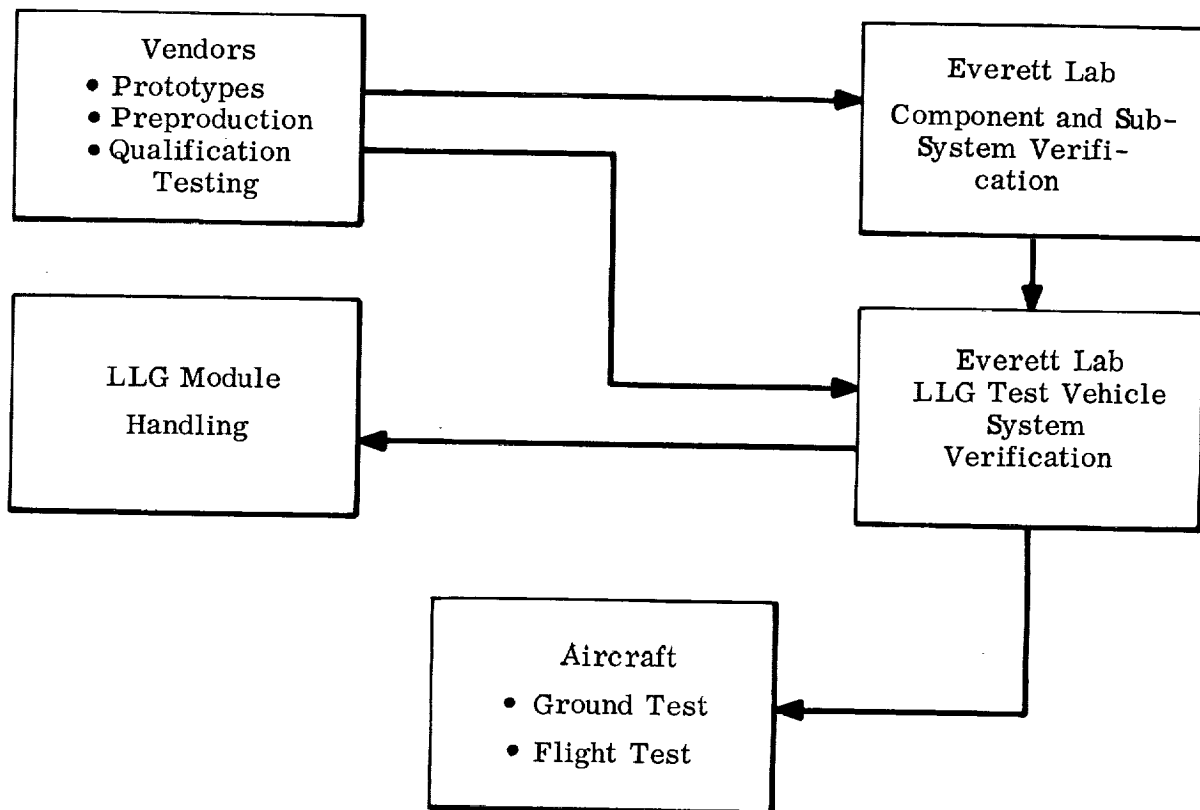 Vendors
• Prototypes
• Preproduction
• Qualification
Testing
Everett Lab
Component and Sub-
System Verifi-
cation
LLG Module
Handling
Everett Lab
LLG Test Vehicle
System
Verification
Aircraft
• Ground Test
• Flight Test